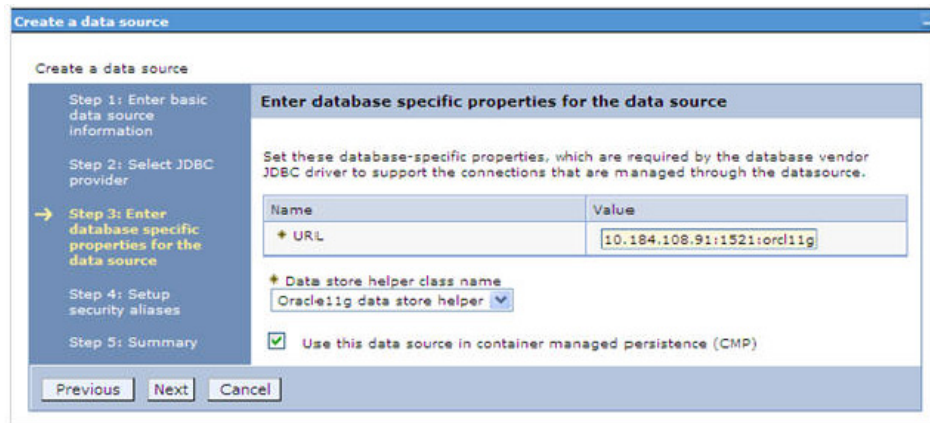 Create a data source
Create a data source
Step 1: Enter basic
data source
information
Step 2: Select JDBC
provider
Step 3: Enter
database specific
properties for the
data source
Step 4: Setup
security aliases
Step 5: Summary
Enter database specific properties for the data source
Set these database-specific properties, which are required by the database vendor
JDBC driver to support the connections that are managed through the datasource.
Name Value
URL 10.184.108.91:1521:orcl11g
Data store helper class name
Oracle11g data store helper
Use this data source in container managed persistence (CMP)
Previous Next Cancel